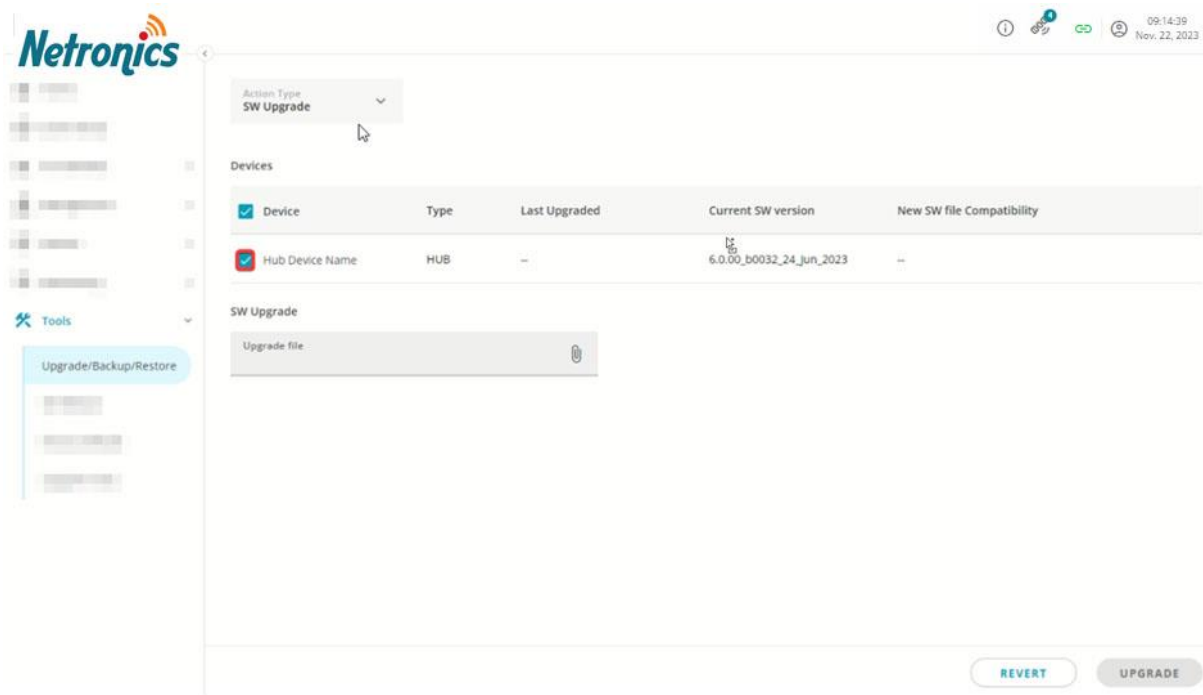 Netronics
4
09:14:39
Nov. 22, 2023
Action Type
SW Upgrade
Devices
Device Type Last Upgraded Current SW version New SW file Compatibility
Hub Device Name HUB -- 6.0.00_b0032_24_Jun_2023 --
Tools
Upgrade/Backup/Restore
SW Upgrade
Upgrade file
REVERT UPGRADE